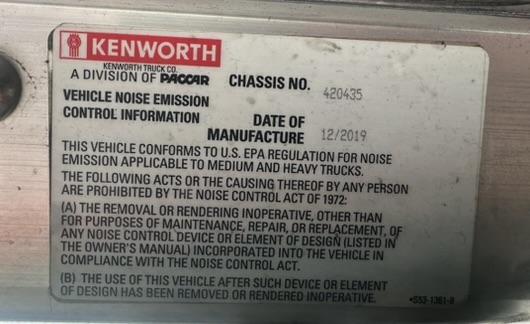 KENWORTH
KENWORTH TRUCK CO.
A DIVISION OF PACCAR
CHASSIS NO. 420435
VEHICLE NOISE EMISSION
CONTROL INFORMATION
DATE OF
MANUFACTURE 12/2019
THIS VEHICLE CONFORMS TO U.S. EPA REGULATION FOR NOISE
EMISSION APPLICABLE TO MEDIUM AND HEAVY TRUCKS.
THE FOLLOWING ACTS OR THE CAUSING THEREOF BY ANY PERSON
ARE PROHIBITED BY THE NOISE CONTROL ACT OF 1972:
(A) THE REMOVAL OR RENDERING INOPERATIVE, OTHER THAN
FOR PURPOSES OF MAINTENANCE, REPAIR, OR REPLACEMENT, OF
ANY NOISE CONTROL DEVICE OR ELEMENT OF DESIGN (LISTED IN
THE OWNER'S MANUAL) INCORPORATED INTO THE VEHICLE IN
COMPLIANCE WITH THE NOISE CONTROL ACT.
(B) THE USE OF THIS VEHICLE AFTER SUCH DEVICE OR ELEMENT
OF DESIGN HAS BEEN REMOVED OR RENDERED INOPERATIVE.
•S53-1361-B